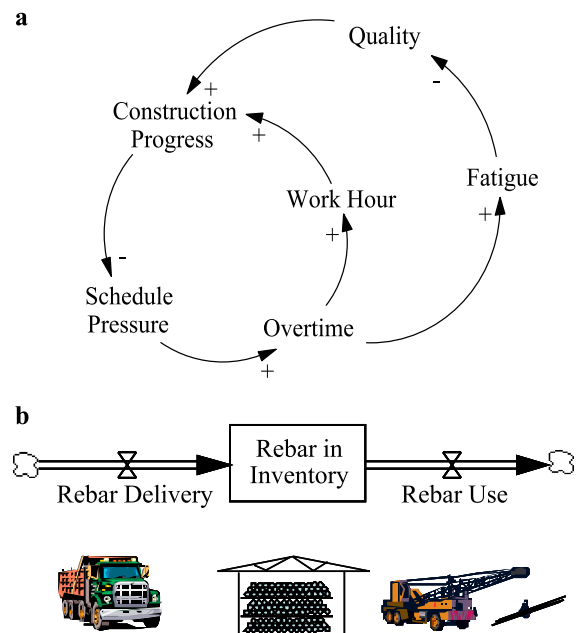 a
Quality
+
-
Construction
Progress
+
Work Hour
Fatigue
+
+
-
Schedule
Pressure
Overtime
+
b
Rebar in
Inventory
Rebar Delivery
Rebar Use